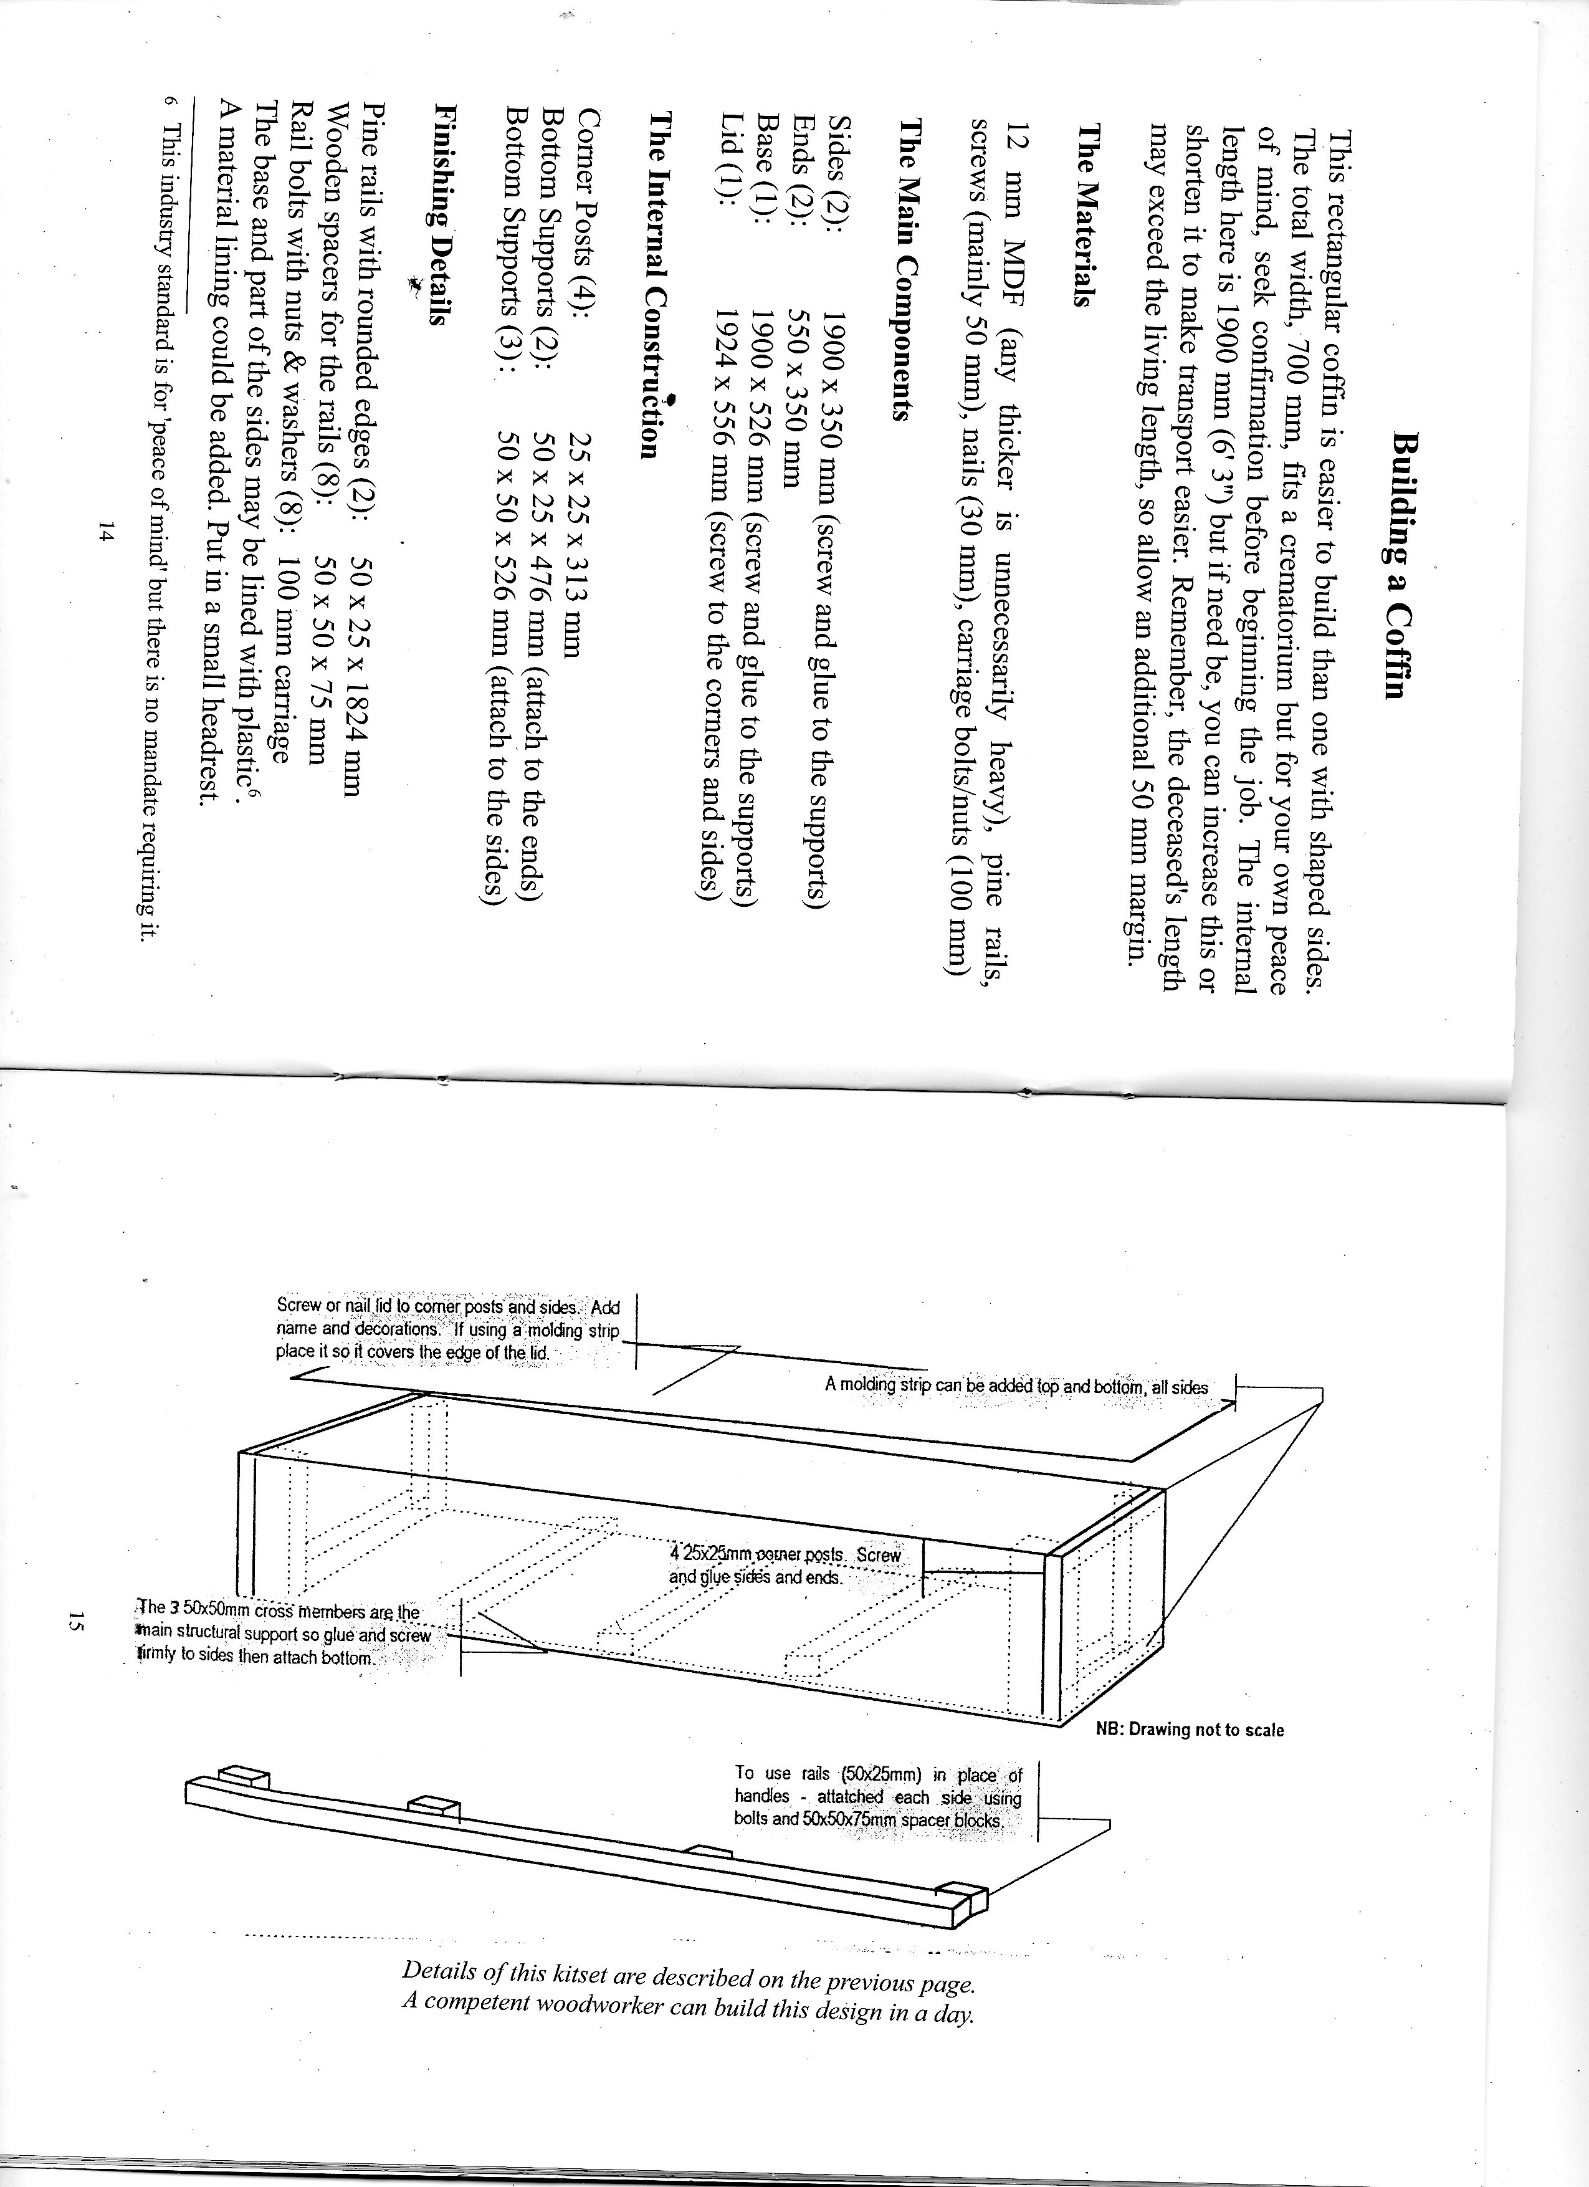 Building a Coffin
This rectangular coffin is easier to build than one with shaped sides.
The total width, 700 mm, fits a crematorium but for your own peace
of mind, seek confirmation before beginning the job. The internal
length here is 1900 mm (6' 3") but if need be, you can increase this or
shorten it to make transport easier. Remember, the deceased's length
may exceed the living length, so allow an additional 50 mm margin.
The Materials
12 mm MDF (any thicker is unnecessarily heavy), pine rails,
screws (mainly 50 mm), nails (30 mm), carriage bolts/nuts (100 mm)
The Main Components
Sides (2): 1900 x 350 mm (screw and glue to the supports)
Ends (2): 550 x 350 mm
Base (1): 1900 x 526 mm (screw and glue to the supports)
Lid (1): 1924 x 556 mm (screw to the corners and sides)
The Internal Construction
Corner Posts (4): 25 x 25 x 313 mm
Bottom Supports (2): 50 x 25 x 476 mm (attach to the ends)
Bottom Supports (3): 50 x 50 x 526 mm (attach to the sides)
Finishing Details
Pine rails with rounded edges (2): 50 x 25 x 1824 mm
Wooden spacers for the rails (8): 50 x 50 x 75 mm
Rail bolts with nuts & washers (8): 100 mm carriage
The base and part of the sides may be lined with plastic⁶.
A material lining could be added. Put in a small headrest.
6 This industry standard is for 'peace of mind' but there is no mandate requiring it.
14
Screw or nail lid to corner posts and sides. Add
name and decorations. If using a molding strip
place it so it covers the edge of the lid.
A molding strip can be added top and bottom, all sides
4 25x25mm corner posts. Screw
and glue sides and ends.
The 3 50x50mm cross members are the
main structural support so glue and screw
firmly to sides then attach bottom.
NB: Drawing not to scale
To use rails (50x25mm) in place of
handles - attatched each side using
bolts and 50x50x75mm spacer blocks.
Details of this kitset are described on the previous page.
A competent woodworker can build this design in a day.
15